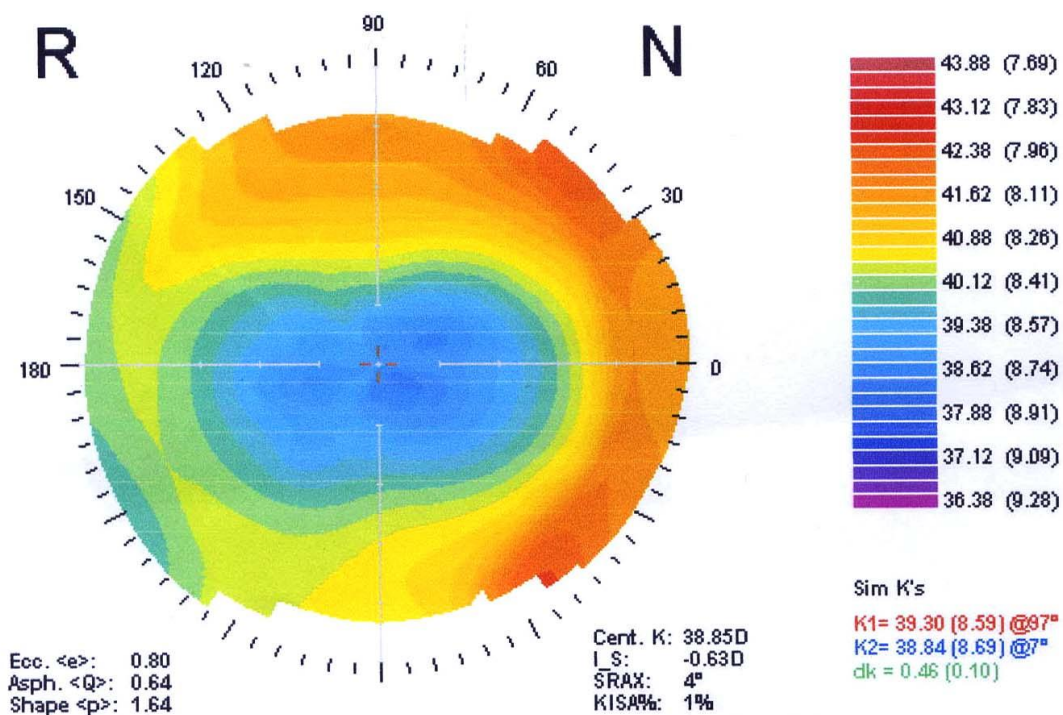 R
N
90
120
60
150
30
180
0
43.88 (7.69)
43.12 (7.83)
42.38 (7.96)
41.62 (8.11)
40.88 (8.26)
40.12 (8.41)
39.38 (8.57)
38.62 (8.74)
37.88 (8.91)
37.12 (9.09)
36.38 (9.28)
Ecc. <e>: 0.80
Asph. <Q>: 0.64
Shape <p>: 1.64
Cent. K: 38.85D
I_S: -0.63D
SRAX: 4°
KISA%: 1%
Sim K's
K1= 39.30 (8.59) @97°
K2= 38.84 (8.69) @7°
dk = 0.46 (0.10)